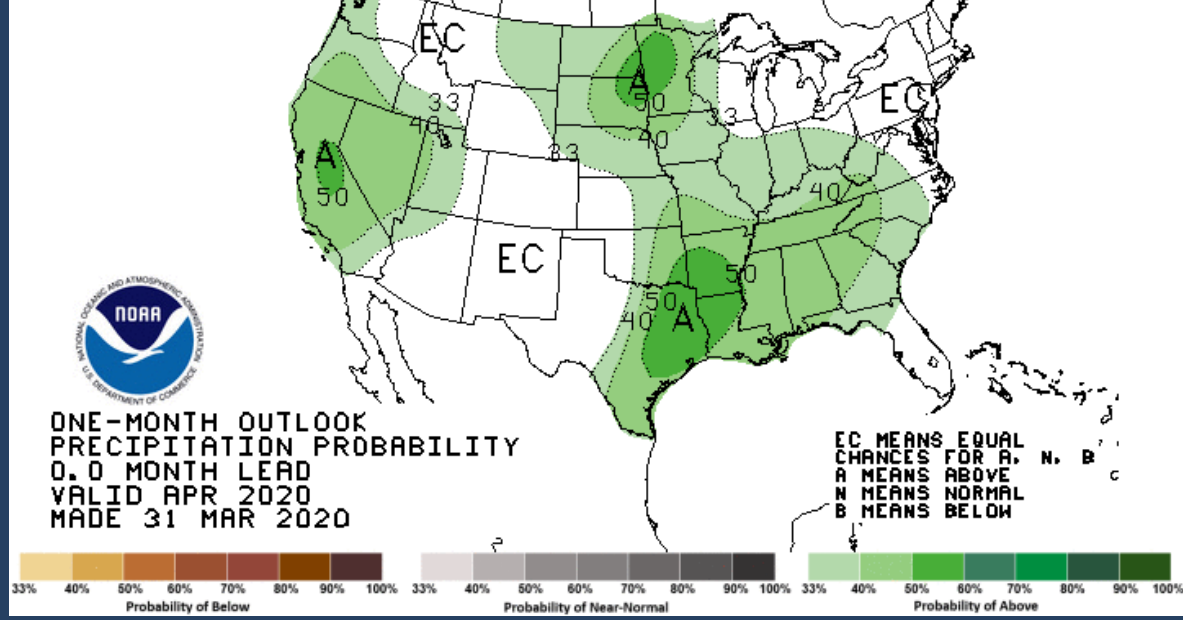 EC
A
50
EC
33
40
33
40
33
A
50
40
EC
50
50
40
A
NATIONAL OCEANIC AND ATMOSPHERIC ADMINISTRATION
NOAA
U.S. DEPARTMENT OF COMMERCE
ONE-MONTH OUTLOOK
PRECIPITATION PROBABILITY
0.0 MONTH LEAD
VALID APR 2020
MADE 31 MAR 2020
EC MEANS EQUAL
CHANCES FOR A, N, B
A MEANS ABOVE
N MEANS NORMAL
B MEANS BELOW
33% 40% 50% 60% 70% 80% 90% 100%
Probability of Below
33% 40% 50% 60% 70% 80% 90% 100%
Probability of Near-Normal
33% 40% 50% 60% 70% 80% 90% 100%
Probability of Above